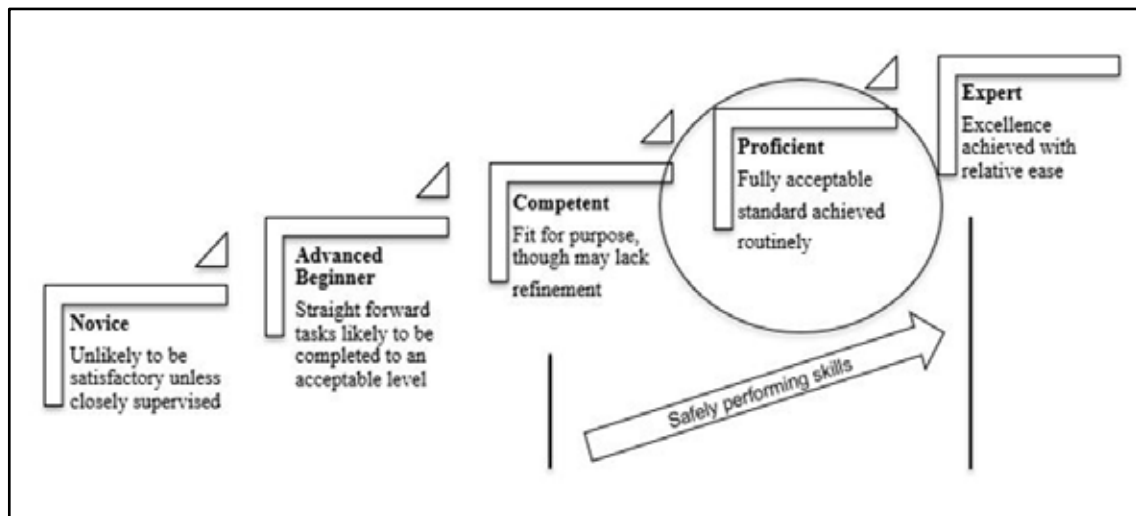 Novice
Unlikely to be
satisfactory unless
closely supervised
Advanced
Beginner
Straight forward
tasks likely to be
completed to an
acceptable level
Competent
Fit for purpose,
though may lack
refinement
Proficient
Fully acceptable
standard achieved
routinely
Expert
Excellence
achieved with
relative ease
Safely performing skills